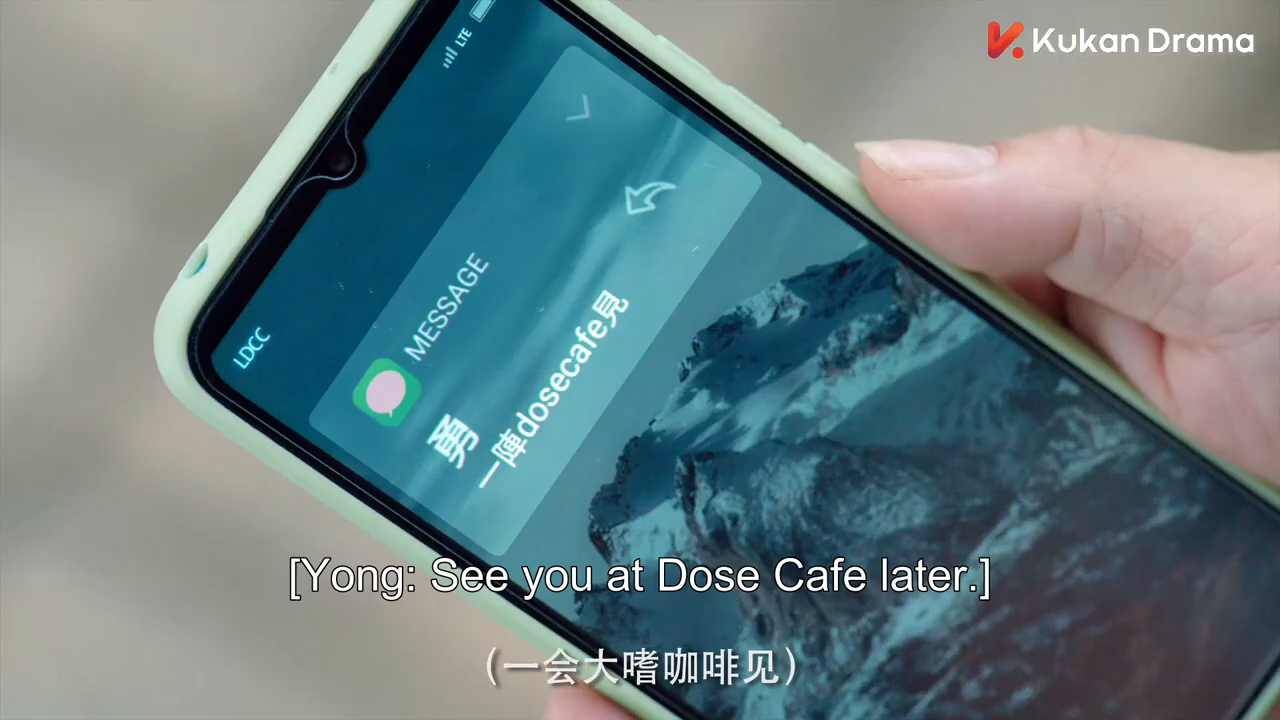 Kukan Drama
LTE
LDCC
MESSAGE
勇
一陣dosecafe見
[Yong: See you at Dose Cafe later.]
(一会大嗜咖啡见)